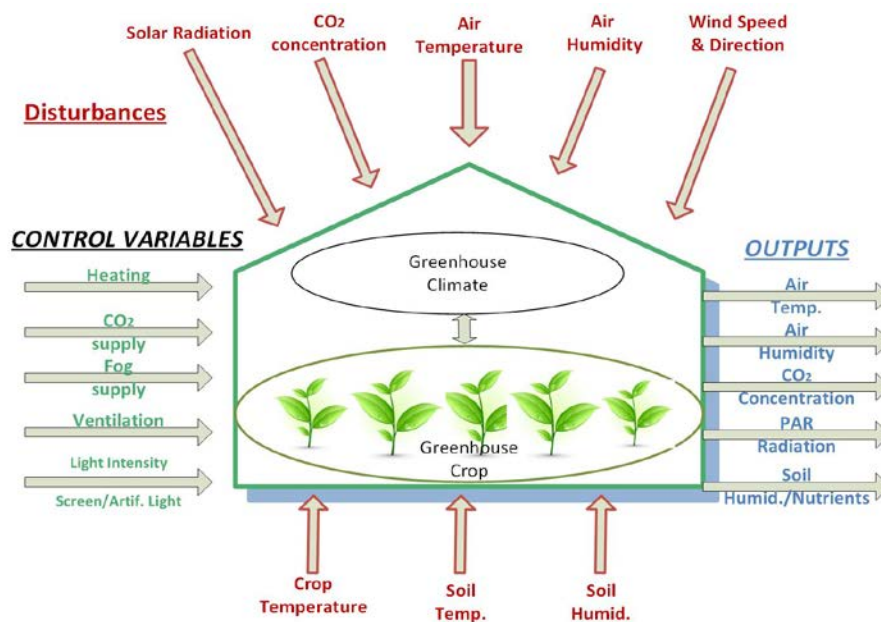 Solar Radiation
CO₂
concentration
Air
Temperature
Air
Humidity
Wind Speed
& Direction
Disturbances
CONTROL VARIABLES
Heating
CO₂
supply
Fog
supply
Ventilation
Light Intensity
Screen/Artif. Light
Greenhouse
Climate
Greenhouse
Crop
OUTPUTS
Air
Temp.
Air
Humidity
CO₂
Concentration
PAR
Radiation
Soil
Humid./Nutrients
Crop
Temperature
Soil
Temp.
Soil
Humid.